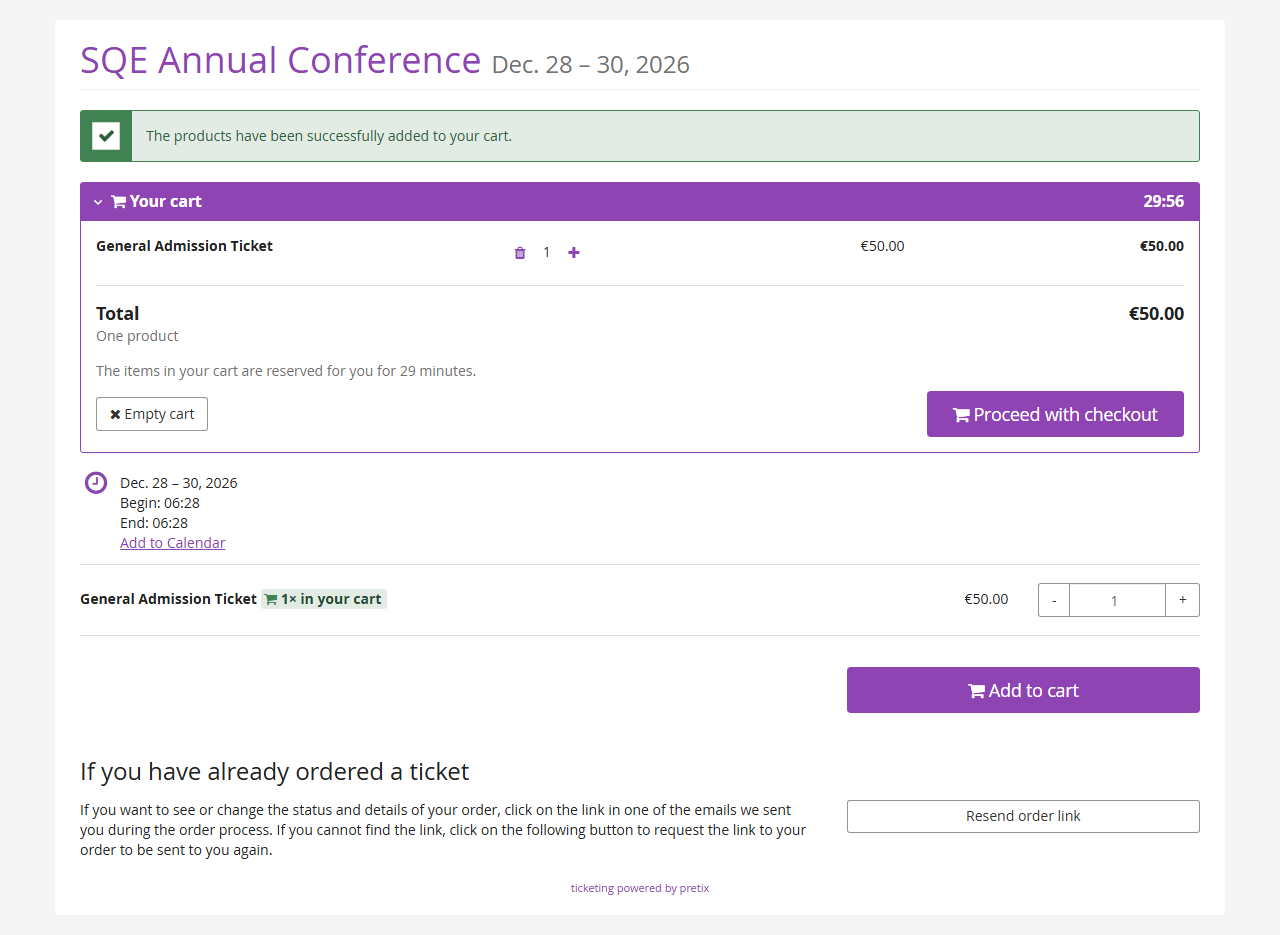 SQE Annual Conference Dec. 28 – 30, 2026
The products have been successfully added to your cart.
Your cart 29:56
General Admission Ticket 1 €50.00 €50.00
Total €50.00
One product
The items in your cart are reserved for you for 29 minutes.
Empty cart Proceed with checkout
Dec. 28 – 30, 2026
Begin: 06:28
End: 06:28
Add to Calendar
General Admission Ticket 1× in your cart €50.00 - 1 +
Add to cart
If you have already ordered a ticket
If you want to see or change the status and details of your order, click on the link in one of the emails we sent
you during the order process. If you cannot find the link, click on the following button to request the link to your
order to be sent to you again.
Resend order link
ticketing powered by pretix